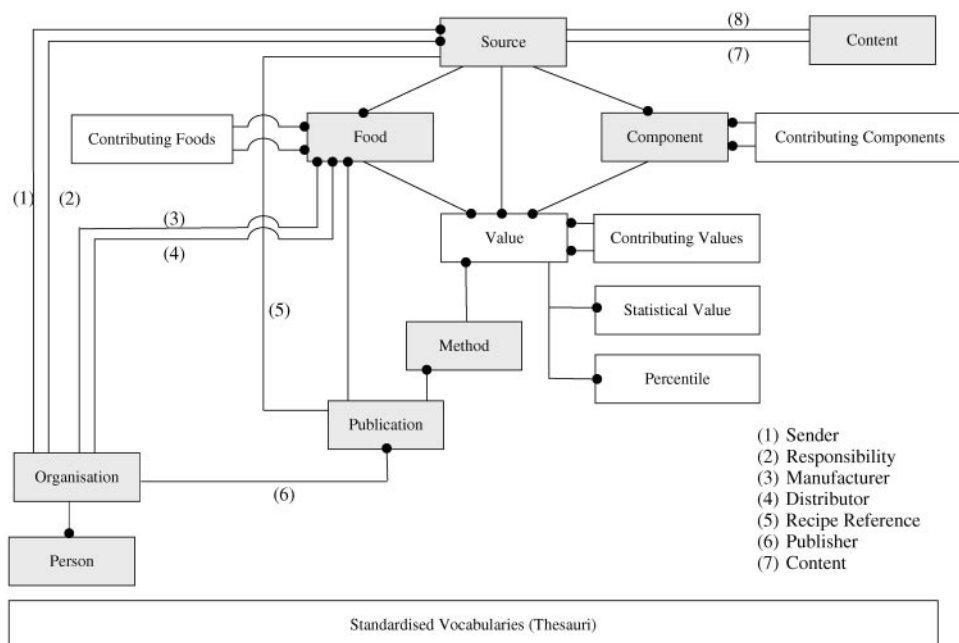 (8)
Source
Content
(7)
Contributing Foods
Food
Component
Contributing Components
(1)
(2)
(3)
Value
Contributing Values
(4)
(5)
Statistical Value
Method
Percentile
Publication
(1) Sender
(2) Responsibility
Organisation
(3) Manufacturer
(6)
(4) Distributor
(5) Recipe Reference
(6) Publisher
Person
(7) Content
Standardised Vocabularies (Thesauri)